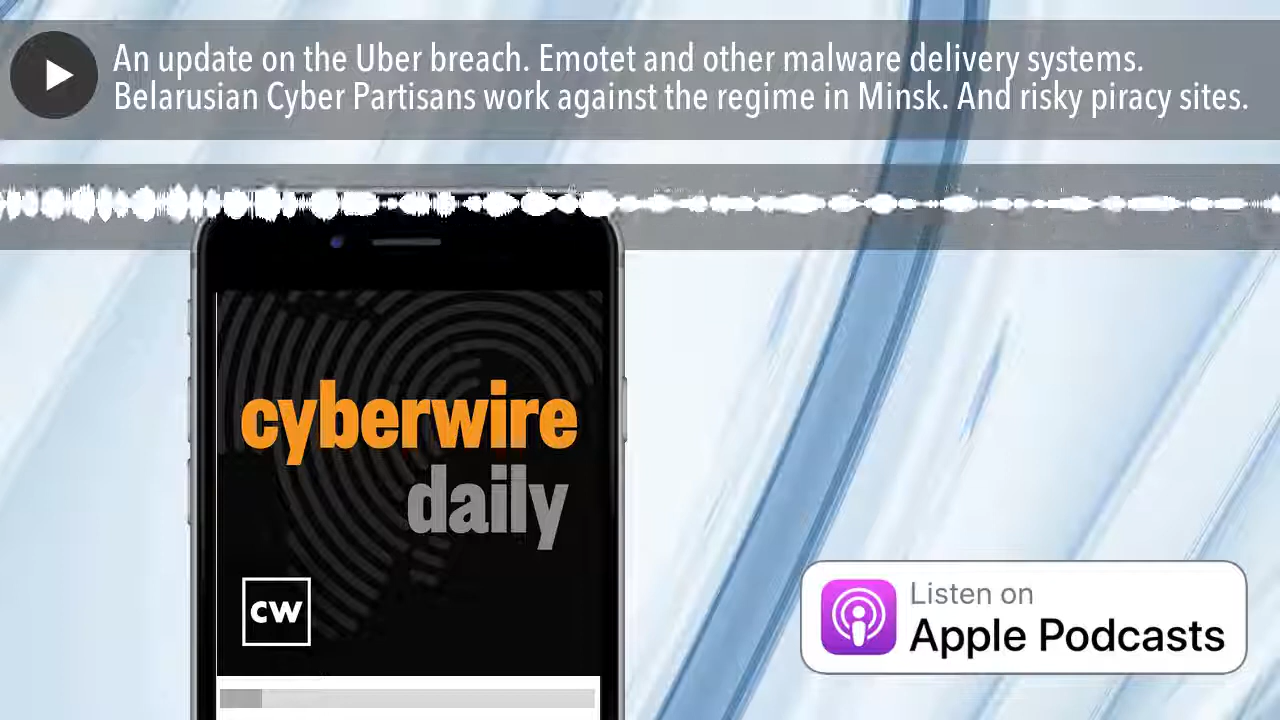 An update on the Uber breach. Emotet and other malware delivery systems.
Belarusian Cyber Partisans work against the regime in Minsk. And risky piracy sites.
cyberwire
daily
CW
Listen on
Apple Podcasts